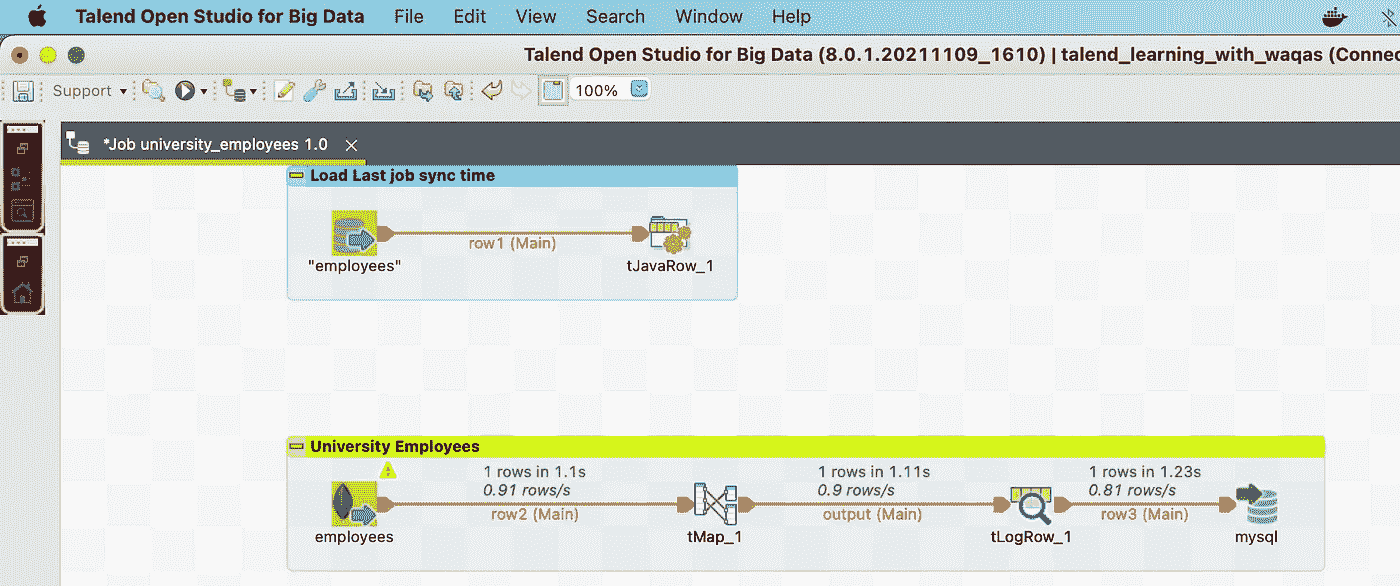 Talend Open Studio for Big Data File Edit View Search Window Help
Talend Open Studio for Big Data (8.0.1.20211109_1610) | talend_learning_with_waqas (Connec
Support 100%
*Job university_employees 1.0
Load Last job sync time
row1 (Main)
"employees" tJavaRow_1
University Employees
1 rows in 1.1s 1 rows in 1.11s 1 rows in 1.23s
0.91 rows/s 0.9 rows/s 0.81 rows/s
row2 (Main) output (Main) row3 (Main)
employees tMap_1 tLogRow_1 mysql